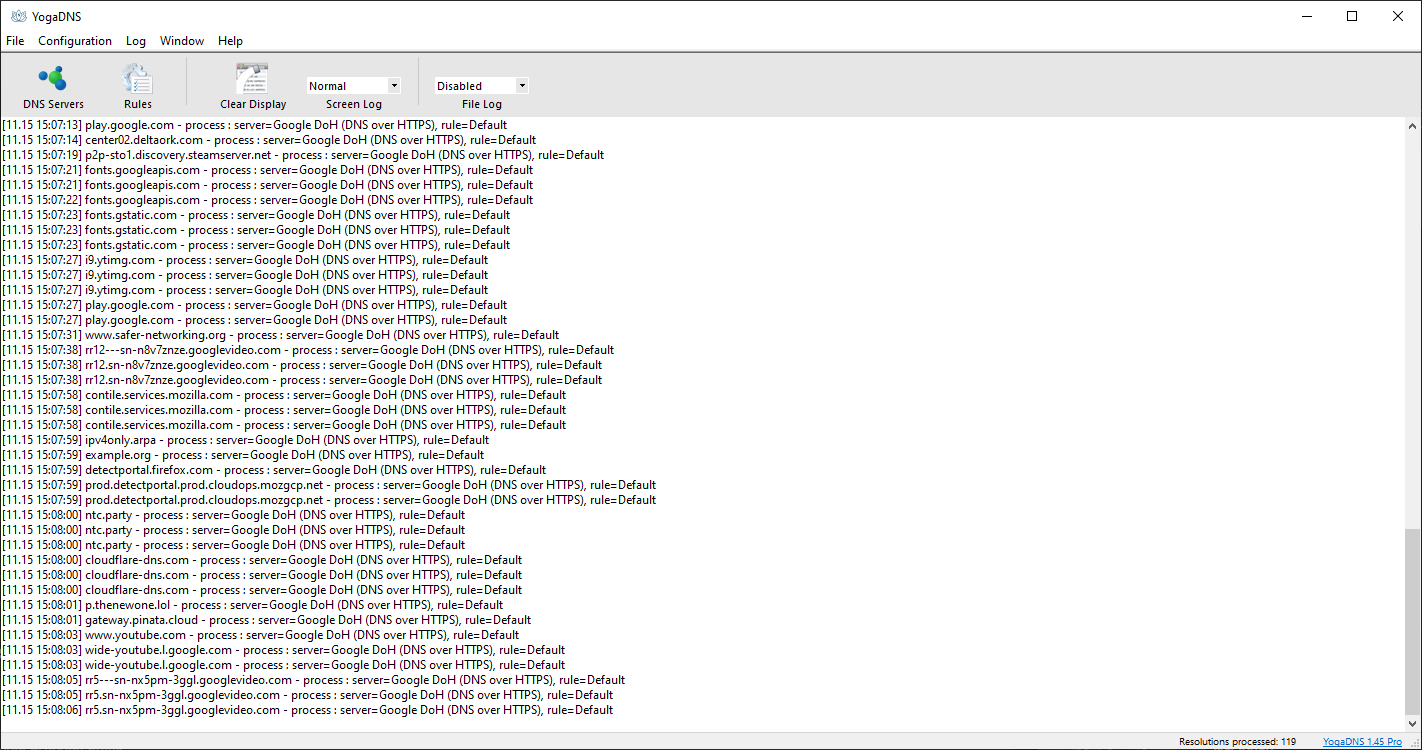 YogaDNS
File Configuration Log Window Help
Normal Disabled
DNS Servers Rules Clear Display Screen Log File Log
[11.15 15:07:13] play.google.com - process : server=Google DoH (DNS over HTTPS), rule=Default
[11.15 15:07:14] center02.deltaork.com - process : server=Google DoH (DNS over HTTPS), rule=Default
[11.15 15:07:19] p2p-sto1.discovery.steamserver.net - process : server=Google DoH (DNS over HTTPS), rule=Default
[11.15 15:07:21] fonts.googleapis.com - process : server=Google DoH (DNS over HTTPS), rule=Default
[11.15 15:07:21] fonts.googleapis.com - process : server=Google DoH (DNS over HTTPS), rule=Default
[11.15 15:07:22] fonts.googleapis.com - process : server=Google DoH (DNS over HTTPS), rule=Default
[11.15 15:07:23] fonts.gstatic.com - process : server=Google DoH (DNS over HTTPS), rule=Default
[11.15 15:07:23] fonts.gstatic.com - process : server=Google DoH (DNS over HTTPS), rule=Default
[11.15 15:07:23] fonts.gstatic.com - process : server=Google DoH (DNS over HTTPS), rule=Default
[11.15 15:07:27] i9.ytimg.com - process : server=Google DoH (DNS over HTTPS), rule=Default
[11.15 15:07:27] i9.ytimg.com - process : server=Google DoH (DNS over HTTPS), rule=Default
[11.15 15:07:27] i9.ytimg.com - process : server=Google DoH (DNS over HTTPS), rule=Default
[11.15 15:07:27] play.google.com - process : server=Google DoH (DNS over HTTPS), rule=Default
[11.15 15:07:27] play.google.com - process : server=Google DoH (DNS over HTTPS), rule=Default
[11.15 15:07:31] www.safer-networking.org - process : server=Google DoH (DNS over HTTPS), rule=Default
[11.15 15:07:38] rr12---sn-n8v7znze.googlevideo.com - process : server=Google DoH (DNS over HTTPS), rule=Default
[11.15 15:07:38] rr12.sn-n8v7znze.googlevideo.com - process : server=Google DoH (DNS over HTTPS), rule=Default
[11.15 15:07:38] rr12.sn-n8v7znze.googlevideo.com - process : server=Google DoH (DNS over HTTPS), rule=Default
[11.15 15:07:58] contile.services.mozilla.com - process : server=Google DoH (DNS over HTTPS), rule=Default
[11.15 15:07:58] contile.services.mozilla.com - process : server=Google DoH (DNS over HTTPS), rule=Default
[11.15 15:07:58] contile.services.mozilla.com - process : server=Google DoH (DNS over HTTPS), rule=Default
[11.15 15:07:59] ipv4only.arpa - process : server=Google DoH (DNS over HTTPS), rule=Default
[11.15 15:07:59] example.org - process : server=Google DoH (DNS over HTTPS), rule=Default
[11.15 15:07:59] detectportal.firefox.com - process : server=Google DoH (DNS over HTTPS), rule=Default
[11.15 15:07:59] prod.detectportal.prod.cloudops.mozgcp.net - process : server=Google DoH (DNS over HTTPS), rule=Default
[11.15 15:07:59] prod.detectportal.prod.cloudops.mozgcp.net - process : server=Google DoH (DNS over HTTPS), rule=Default
[11.15 15:08:00] ntc.party - process : server=Google DoH (DNS over HTTPS), rule=Default
[11.15 15:08:00] ntc.party - process : server=Google DoH (DNS over HTTPS), rule=Default
[11.15 15:08:00] ntc.party - process : server=Google DoH (DNS over HTTPS), rule=Default
[11.15 15:08:00] cloudflare-dns.com - process : server=Google DoH (DNS over HTTPS), rule=Default
[11.15 15:08:00] cloudflare-dns.com - process : server=Google DoH (DNS over HTTPS), rule=Default
[11.15 15:08:00] cloudflare-dns.com - process : server=Google DoH (DNS over HTTPS), rule=Default
[11.15 15:08:01] p.thenewone.lol - process : server=Google DoH (DNS over HTTPS), rule=Default
[11.15 15:08:01] gateway.pinata.cloud - process : server=Google DoH (DNS over HTTPS), rule=Default
[11.15 15:08:03] www.youtube.com - process : server=Google DoH (DNS over HTTPS), rule=Default
[11.15 15:08:03] wide-youtube.l.google.com - process : server=Google DoH (DNS over HTTPS), rule=Default
[11.15 15:08:03] wide-youtube.l.google.com - process : server=Google DoH (DNS over HTTPS), rule=Default
[11.15 15:08:05] rr5---sn-nx5pm-3ggl.googlevideo.com - process : server=Google DoH (DNS over HTTPS), rule=Default
[11.15 15:08:05] rr5.sn-nx5pm-3ggl.googlevideo.com - process : server=Google DoH (DNS over HTTPS), rule=Default
[11.15 15:08:06] rr5.sn-nx5pm-3ggl.googlevideo.com - process : server=Google DoH (DNS over HTTPS), rule=Default
Resolutions processed: 119 YogaDNS 1.45 Pro